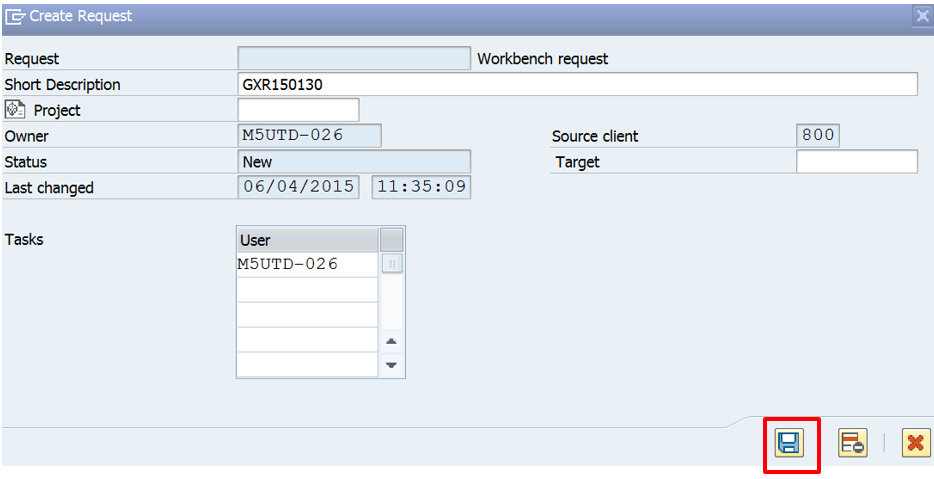 Create Request
Request Workbench request
Short Description GXR150130
Project
Owner M5UTD-026 Source client 800
Status New Target
Last changed 06/04/2015 11:35:09
Tasks User
M5UTD-026